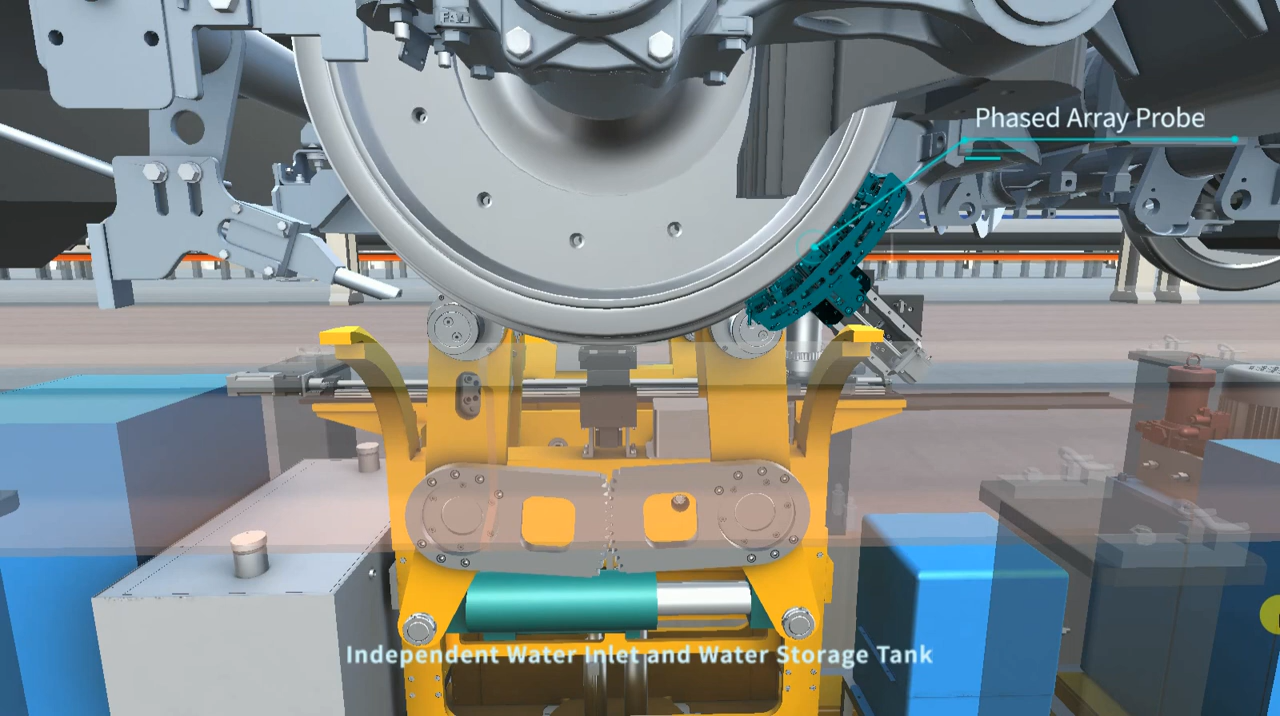 Phased Array Probe
Independent Water Inlet and Water Storage Tank